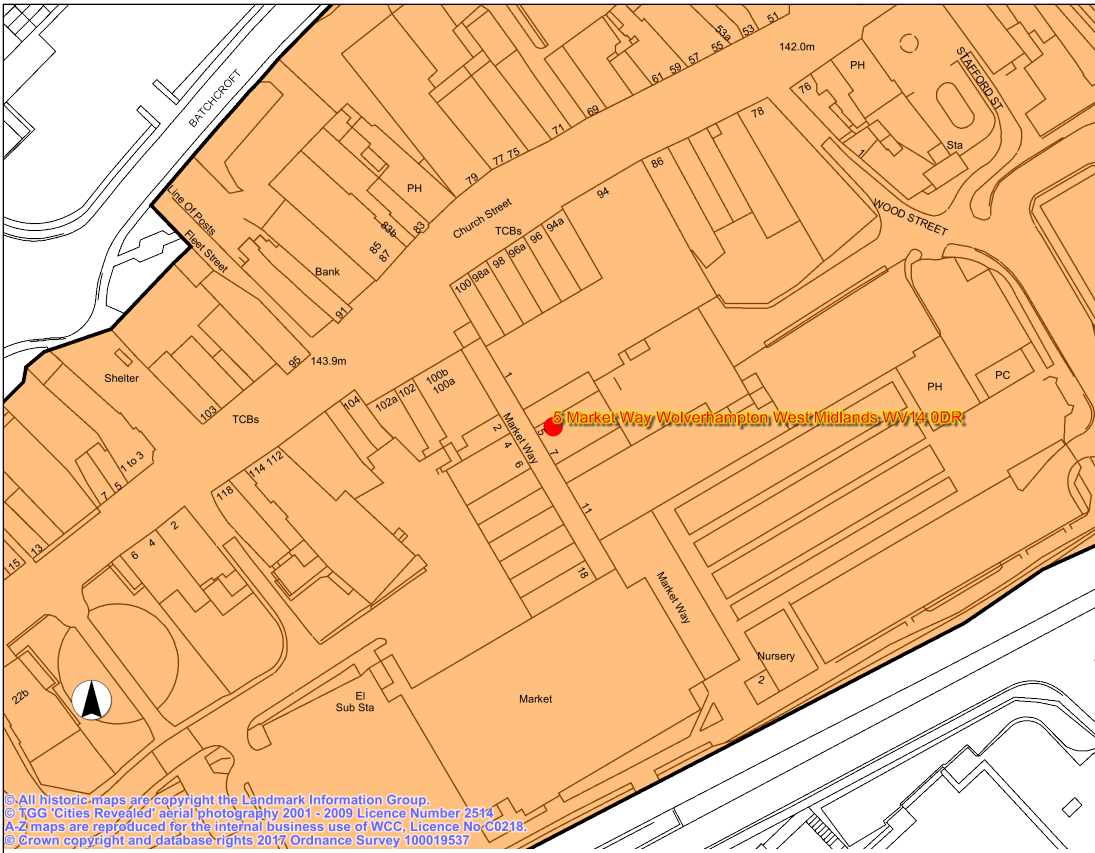 51
53
53a
55
57
59
61
142.0m
PH
76
STAFFORD ST
BATCHCROFT
69
71
77 75
79
78
1
Sta
86
94
PH
Line Of Posts
Fleet Street
83b
83
85
87
Church Street
TCBs
94a
96
96a
98
98a
100
WOOD STREET
Bank
91
95
143.9m
Shelter
103
TCBs
104
102a
102
100b
100a
1
Market Way
2
4
6
5
7
5 Market Way Wolverhampton West Midlands WV14 0DR
PH
PC
1 to 3
5
7
112
114
118
11
13
15
2
4
6
18
Market Way
Nursery
2
22b
El
Sub Sta
Market
© All historic maps are copyright the Landmark Information Group.
© TGG 'Cities Revealed' aerial photography 2001 - 2009 Licence Number 2514
A-Z maps are reproduced for the internal business use of WCC, Licence No C0218.
© Crown copyright and database rights 2017 Ordnance Survey 100019537